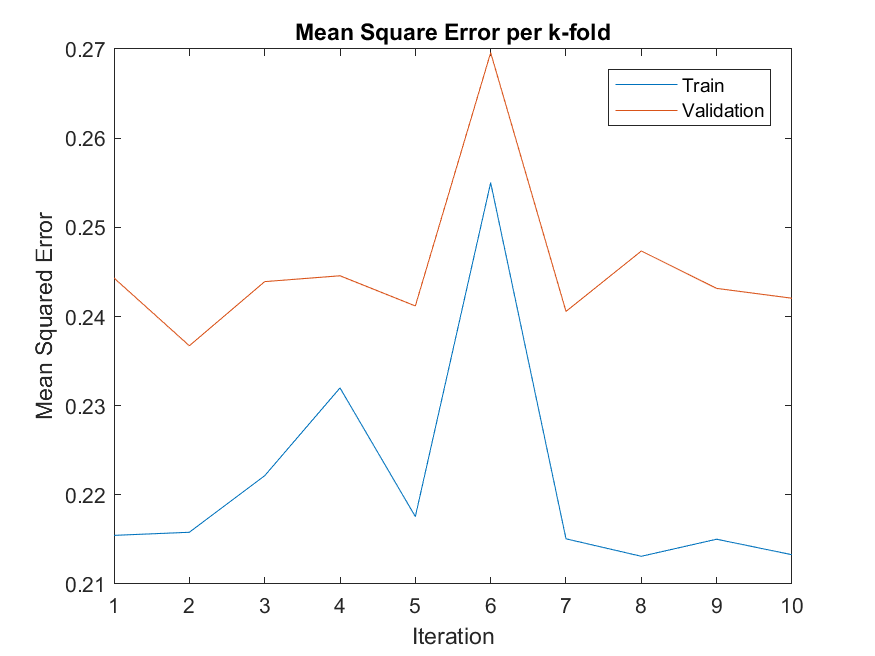 Mean Square Error per k-fold
0.27
0.26
0.25
0.24
0.23
0.22
0.21
Mean Squared Error
Train
Validation
1 2 3 4 5 6 7 8 9 10
Iteration